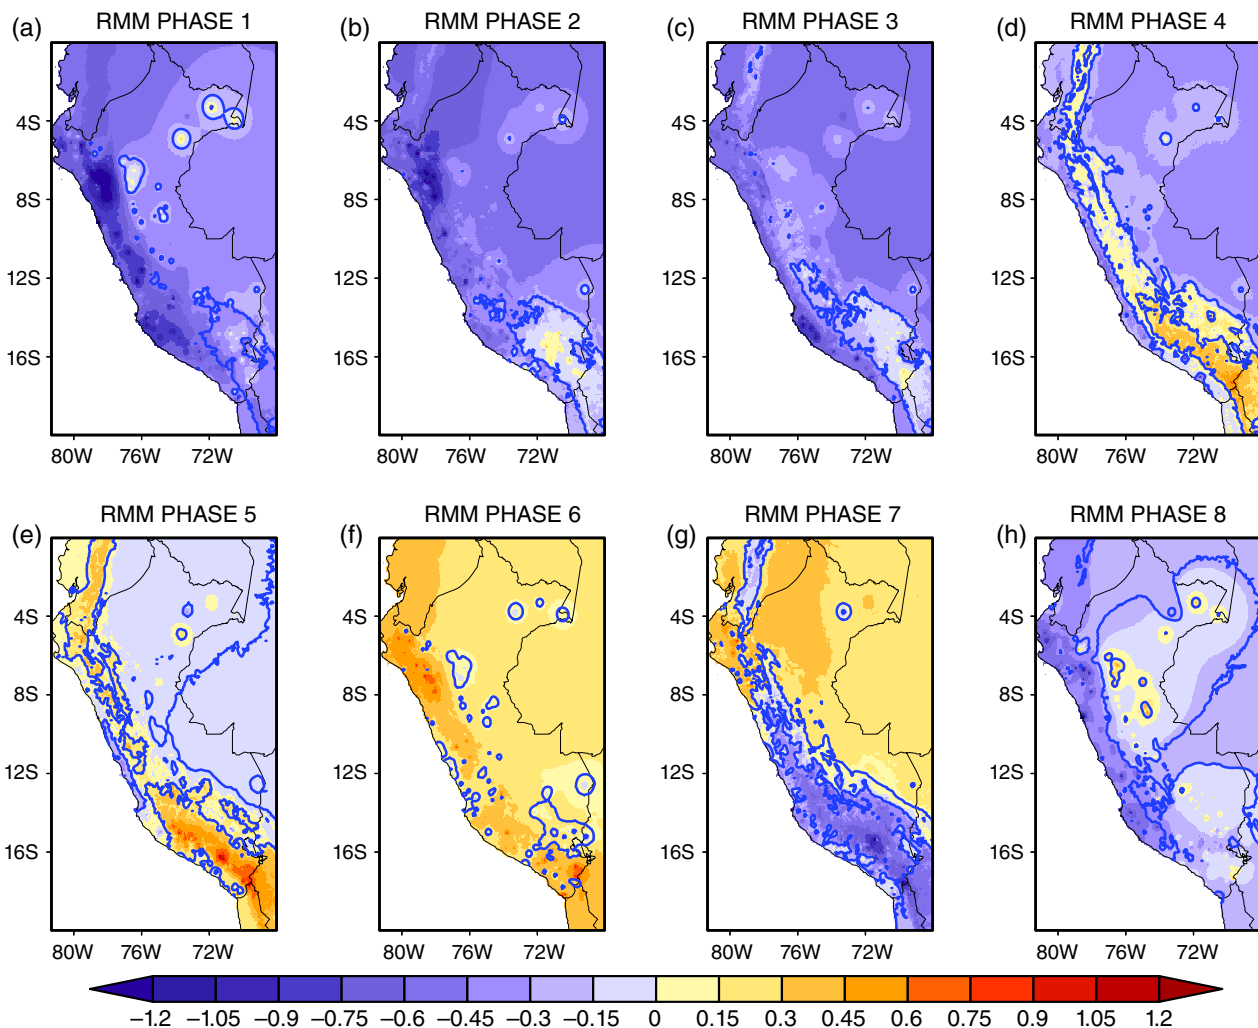 (a) RMM PHASE 1
(b) RMM PHASE 2
(c) RMM PHASE 3
(d) RMM PHASE 4
4S
8S
12S
16S
80W 76W 72W
4S
8S
12S
16S
80W 76W 72W
4S
8S
12S
16S
80W 76W 72W
4S
8S
12S
16S
80W 76W 72W
(e) RMM PHASE 5
(f) RMM PHASE 6
(g) RMM PHASE 7
(h) RMM PHASE 8
4S
8S
12S
16S
80W 76W 72W
4S
8S
12S
16S
80W 76W 72W
4S
8S
12S
16S
80W 76W 72W
4S
8S
12S
16S
80W 76W 72W
−1.2 −1.05 −0.9 −0.75 −0.6 −0.45 −0.3 −0.15 0 0.15 0.3 0.45 0.6 0.75 0.9 1.05 1.2